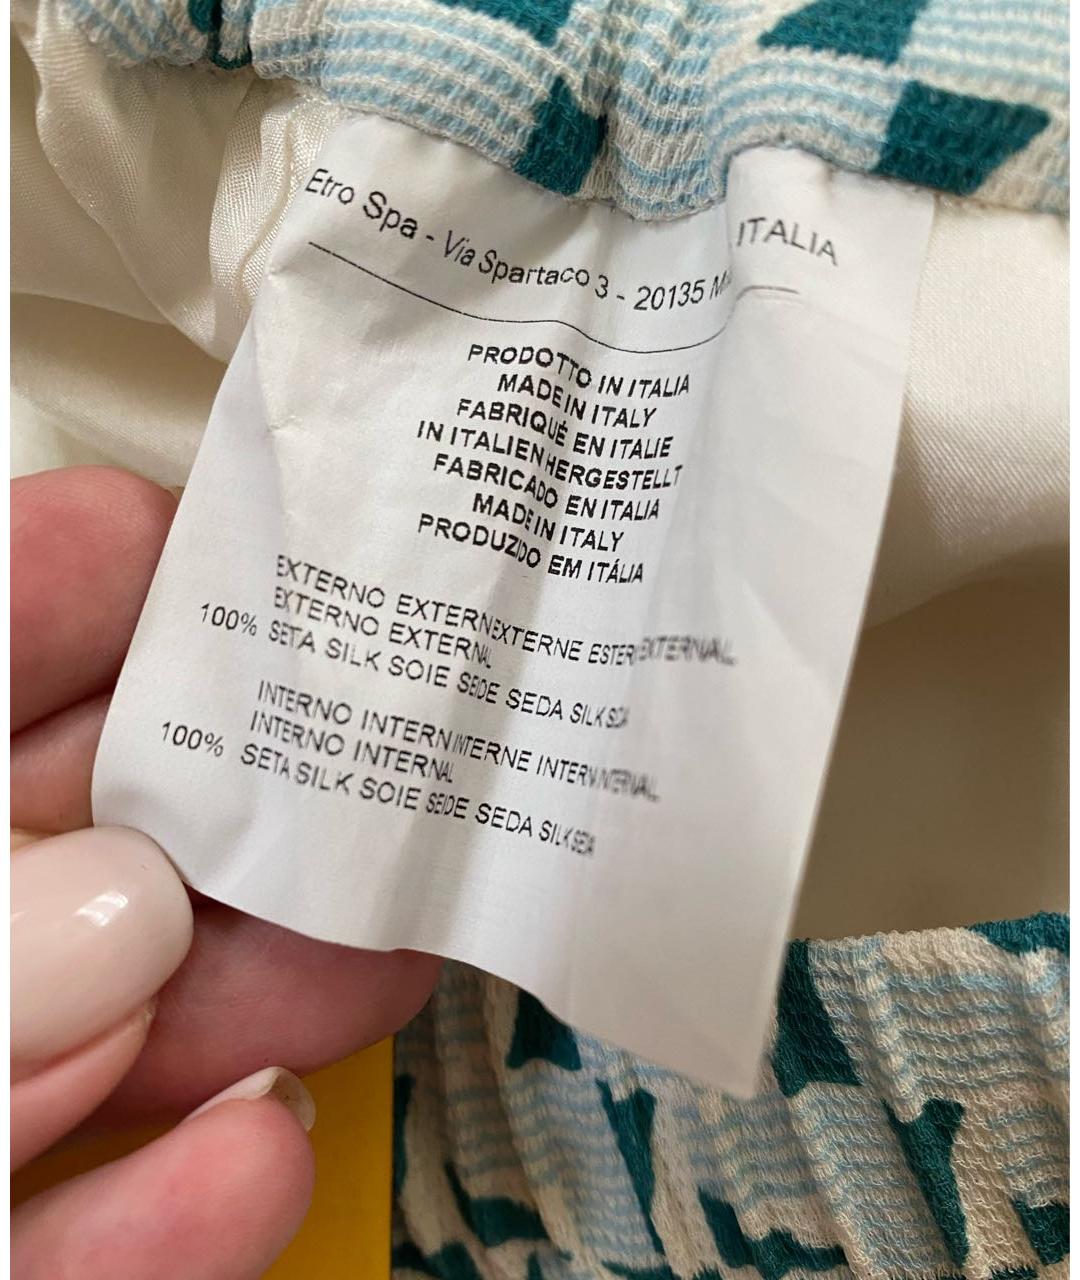 Etro Spa - Via Spartaco 3 - 20135 ITALIA
PRODOTTO IN ITALIA
MADE IN ITALY
FABRIQUÉ EN ITALIE
IN ITALIEN HERGESTELLT
FABRICADO EN ITALIA
MADE IN ITALY
PRODUZIDO EM ITÁLIA
EXTERNO EXTERN EXTERNE EXTERNAL
EXTERNO EXTERNAL
100% SETA SILK SOIE SEIDE SEDA SILK
INTERNO INTERN INTERNE INTERNAL
INTERNO INTERNAL
100% SETA SILK SOIE SEIDE SEDA SILK